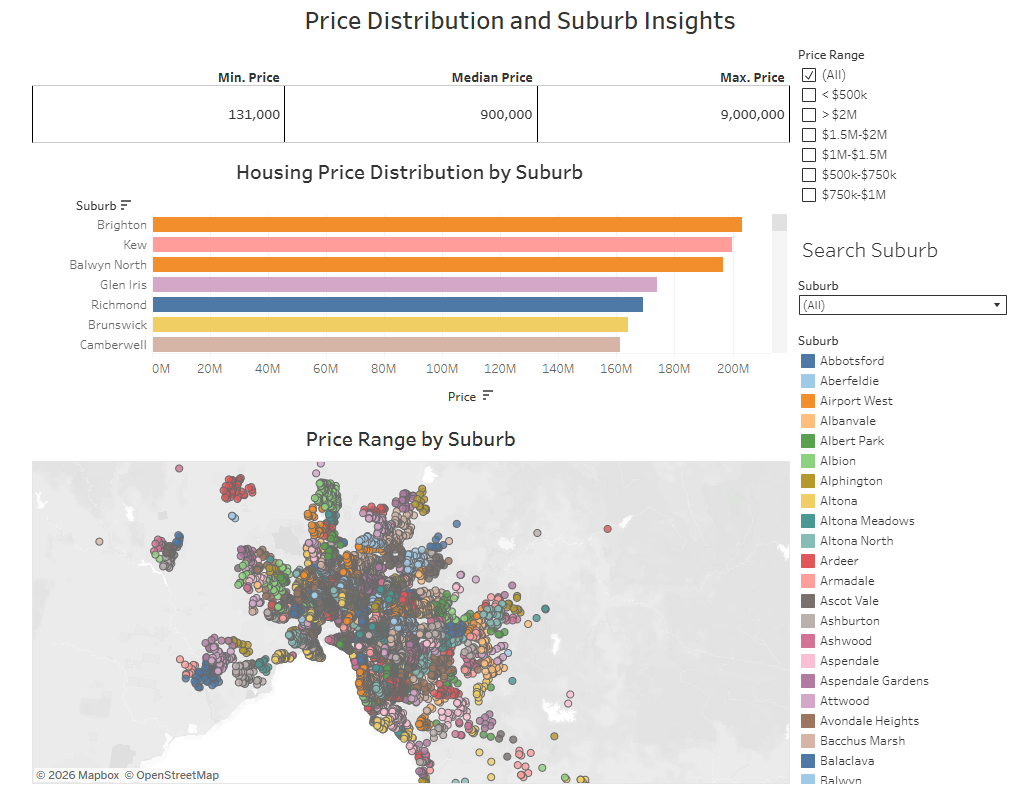 Price Distribution and Suburb Insights
Min. Price
Median Price
Max. Price
131,000
900,000
9,000,000
Housing Price Distribution by Suburb
Suburb
Brighton
Kew
Balwyn North
Glen Iris
Richmond
Brunswick
Camberwell
0M 20M 40M 60M 80M 100M 120M 140M 160M 180M 200M
Price
Price Range by Suburb
© 2026 Mapbox © OpenStreetMap
Price Range
(All)
< $500k
> $2M
$1.5M-$2M
$1M-$1.5M
$500k-$750k
$750k-$1M
Search Suburb
Suburb
(All)
Suburb
Abbotsford
Aberfeldie
Airport West
Albanvale
Albert Park
Albion
Alphington
Altona
Altona Meadows
Altona North
Ardeer
Armadale
Ascot Vale
Ashburton
Ashwood
Aspendale
Aspendale Gardens
Attwood
Avondale Heights
Bacchus Marsh
Balaclava
Balwyn